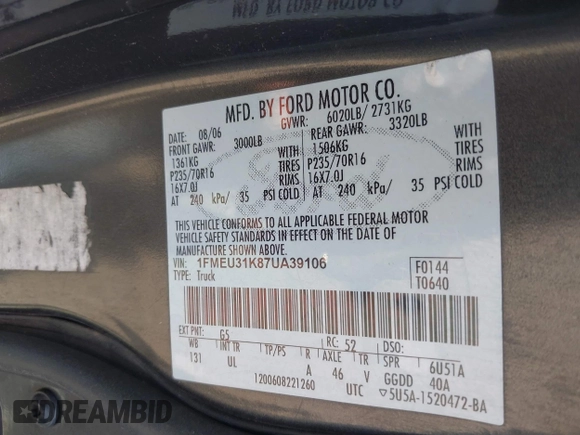 MFD. BY FORD MOTOR CO.
DATE: 08/06 GVWR: 6020LB/ 2731KG
FRONT GAWR: 3000LB REAR GAWR: 3320LB
1361KG WITH 1506KG WITH
P235/70R16 TIRES P235/70R16 TIRES
16X7.0J RIMS 16X7.0J RIMS
AT 240 kPa/ 35 PSI COLD AT 240 kPa/ 35 PSI COLD
THIS VEHICLE CONFORMS TO ALL APPLICABLE FEDERAL MOTOR
VEHICLE SAFETY STANDARDS IN EFFECT ON THE DATE OF
MANUFACTURE SHOWN ABOVE.
VIN: 1FMEU31K87UA39106 F0144
TYPE: Truck T0640
EXT PNT: G5 RC: 52 DSO:
WB INT TR TP/PS R AXLE TR SPR 6U51A
131 UL A 46 V GGDD 40A
1200608221260 UTC ▽5U5A-1520472-BA
DREAMBID